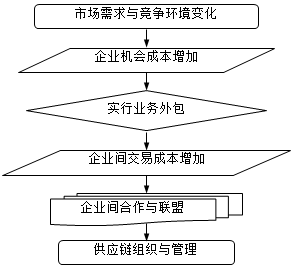 市场需求与竞争环境变化
企业机会成本增加
实行业务外包
企业间交易成本增加
企业间合作与联盟
供应链组织与管理